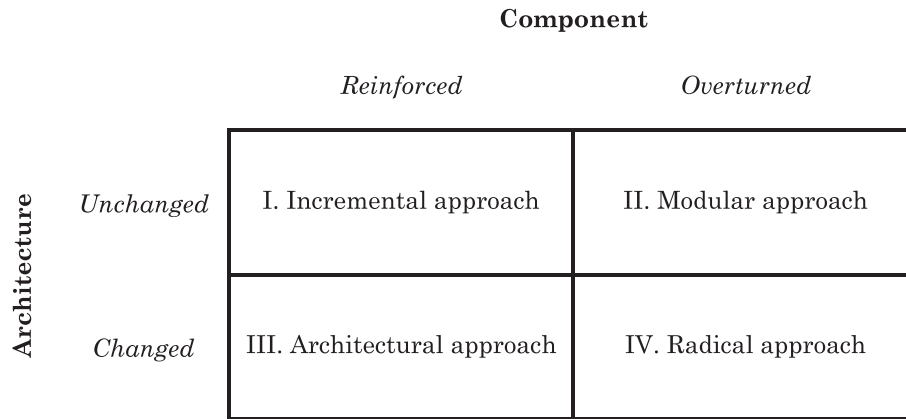 Component
Reinforced Overturned
Architecture
Unchanged I. Incremental approach II. Modular approach
Changed III. Architectural approach IV. Radical approach